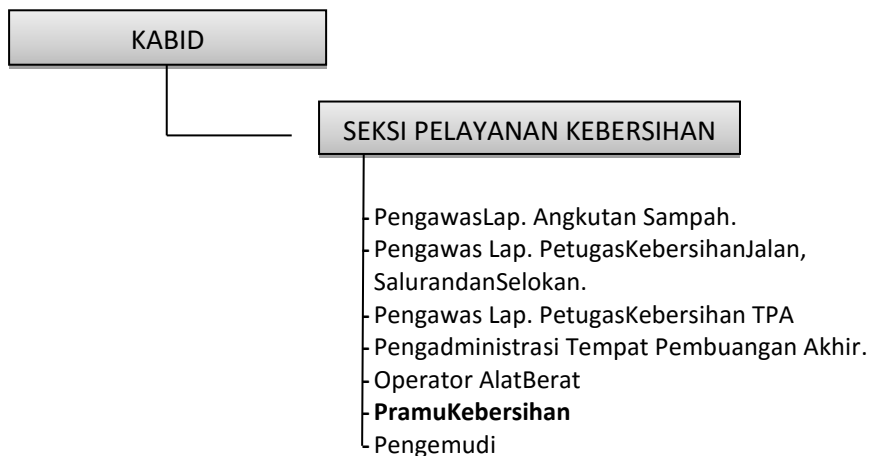 KABID
SEKSI PELAYANAN KEBERSIHAN
- PengawasLap. Angkutan Sampah.
- Pengawas Lap. PetugasKebersihanJalan,
SalurandanSelokan.
- Pengawas Lap. PetugasKebersihan TPA
- Pengadministrasi Tempat Pembuangan Akhir.
- Operator AlatBerat
- PramuKebersihan
- Pengemudi